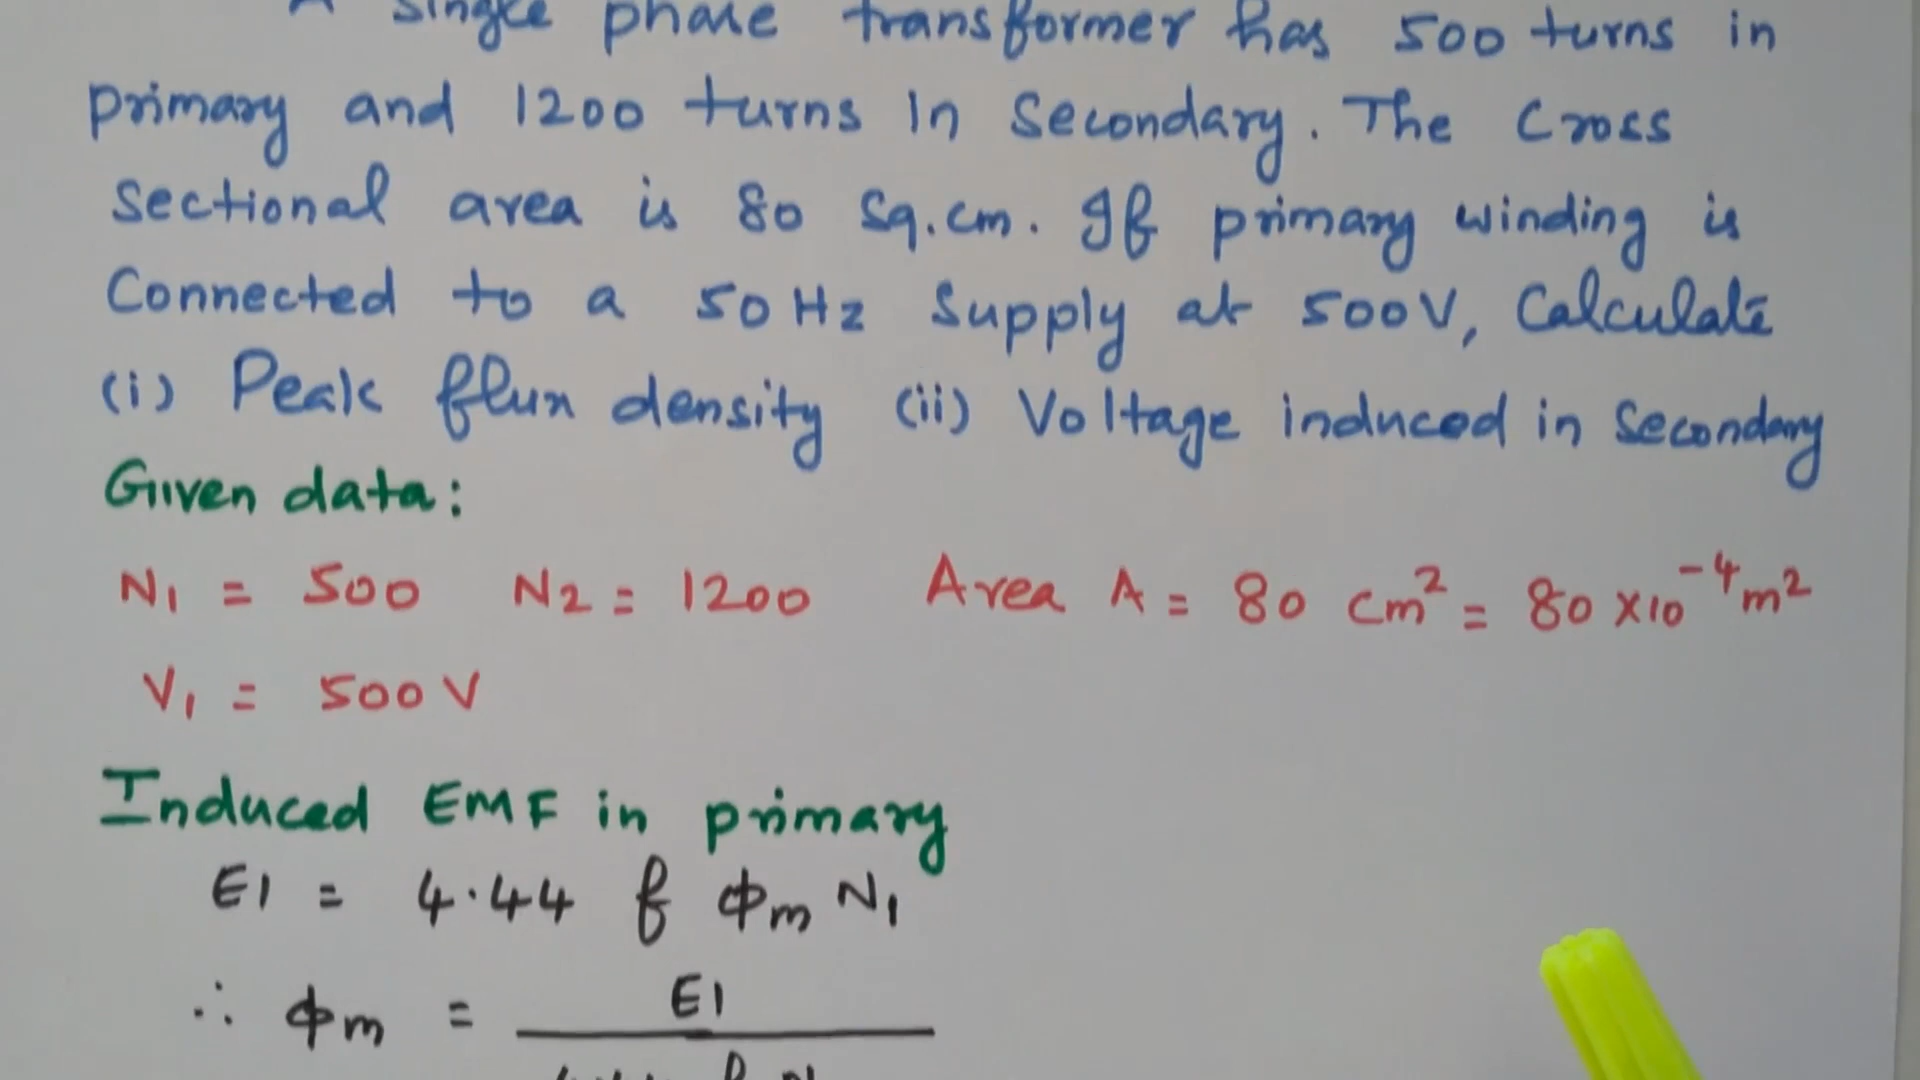 A single phase transformer has 500 turns in
primary and 1200 turns in Secondary. The Cross
Sectional area is 80 Sq.cm. If primary winding is
Connected to a 50 Hz Supply at 500V, Calculate
(i) Peak flux density (ii) Voltage induced in Secondary
Given data:
N1 = 500 N2 = 1200 Area A = 80 cm² = 80 x10⁻⁴ m²
V1 = 500 V
Induced EMF in primary
E1 = 4.44 f Φm N1
∴ Φm = E1